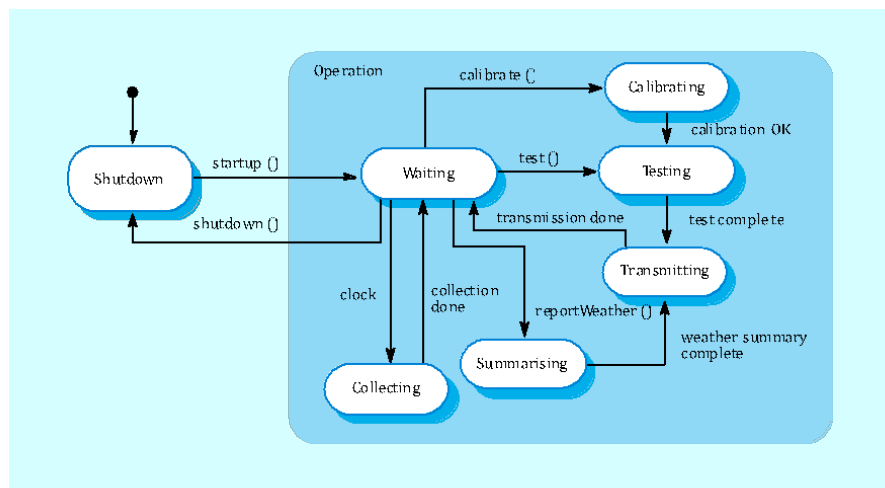 Operation
calibrate ()
Calibrating
calibration OK
startup ()
test ()
Shutdown
Waiting
Testing
shutdown ()
transmission done
test complete
Transmitting
clock
collection
done
reportWeather ()
weather summary
complete
Summarising
Collecting